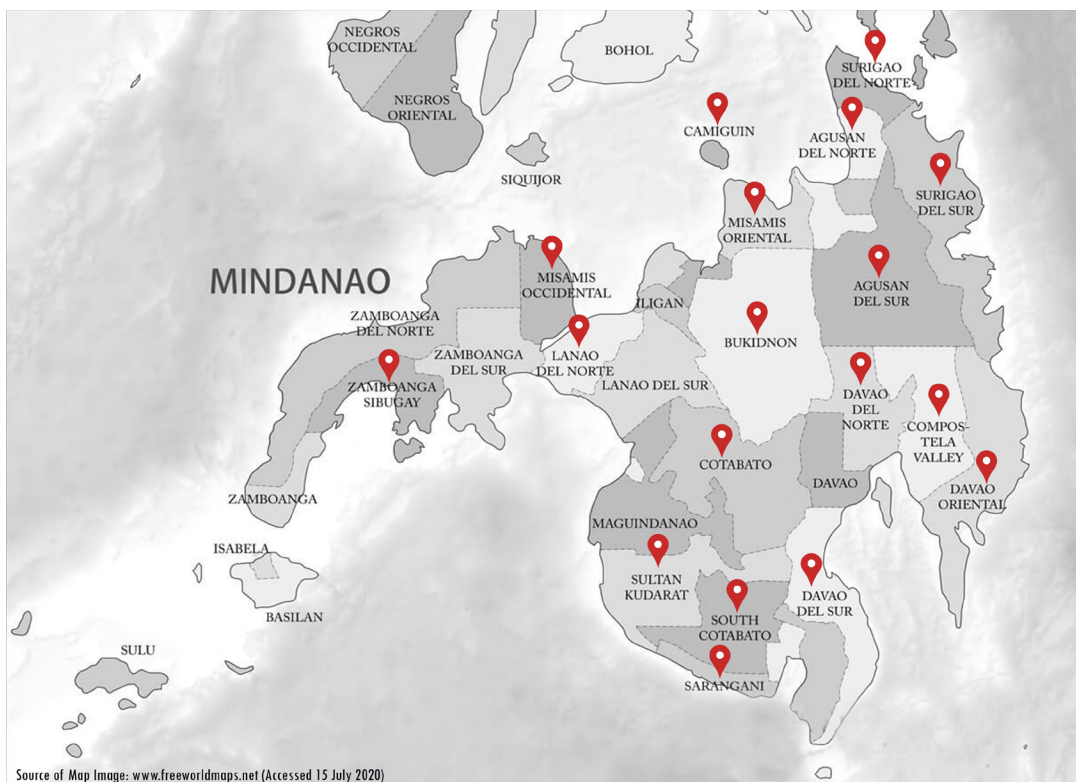 NEGROS
OCCIDENTAL
BOHOL
SURIGAO
DEL NORTE
NEGROS
ORIENTAL
CAMIGUIN
AGUSAN
DEL NORTE
SIQUIJOR
SURIGAO
DEL SUR
MISAMIS
ORIENTAL
MINDANAO
MISAMIS
OCCIDENTAL
AGUSAN
DEL SUR
ILIGAN
ZAMBOANGA
DEL NORTE
BUKIDNON
ZAMBOANGA
DEL SUR
LANAO
DEL NORTE
ZAMBOANGA
SIBUGAY
LANAO DEL SUR
DAVAO
DEL
NORTE
COMPOS-
TELA
VALLEY
COTABATO
DAVAO
DAVAO
ORIENTAL
ZAMBOANGA
MAGUINDANAO
ISABELA
SULTAN
KUDARAT
DAVAO
DEL SUR
BASILAN
SOUTH
COTABATO
SULU
SARANGANI
Source of Map Image: www.freeworldmaps.net (Accessed 15 July 2020)